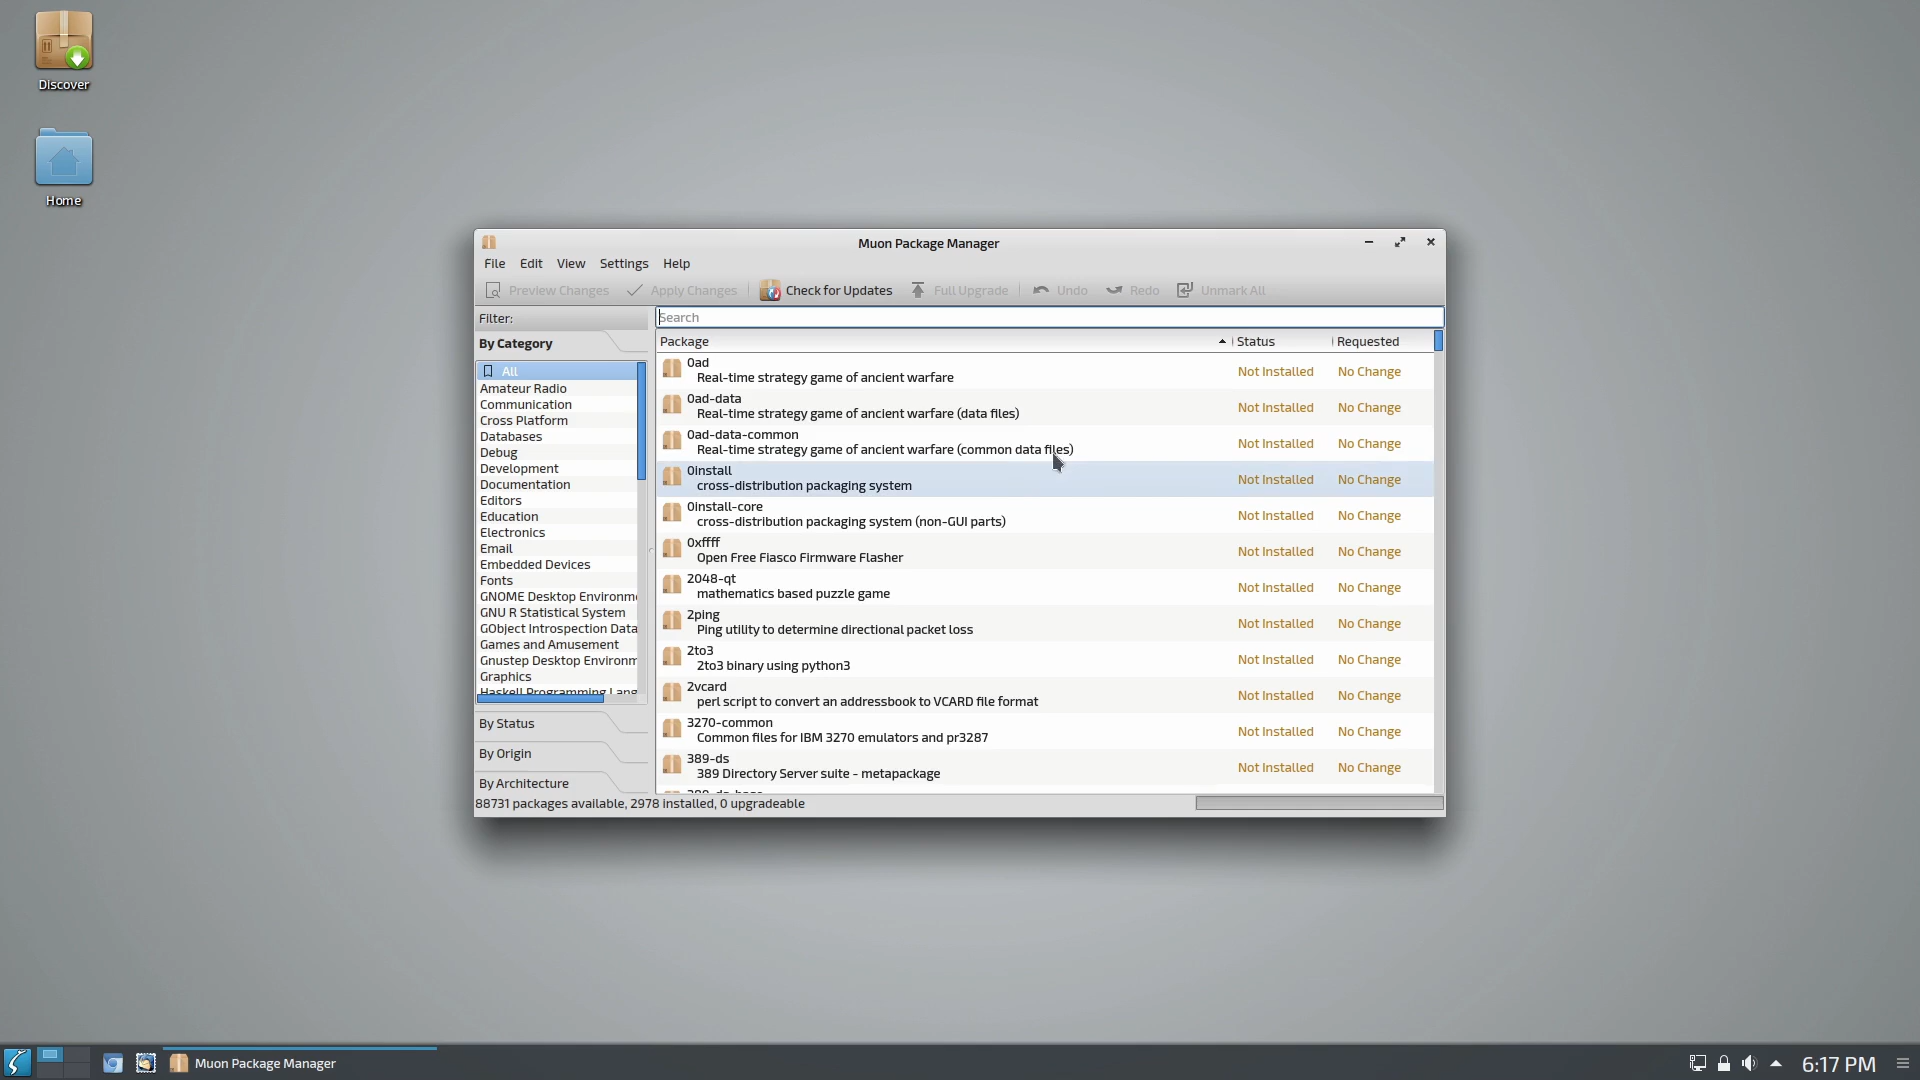 Discover
Home
Muon Package Manager
File Edit View Settings Help
Preview Changes Apply Changes Check for Updates Full Upgrade Undo Redo Unmark All
Filter:
Search
By Category
Package Status Requested
All
Amateur Radio
Communication
Cross Platform
Databases
Debug
Development
Documentation
Editors
Education
Electronics
Email
Embedded Devices
Fonts
GNOME Desktop Environm
GNU R Statistical System
GObject Introspection Data
Games and Amusement
Gnustep Desktop Environm
Graphics
Haskell Programming Lang
By Status
By Origin
By Architecture
0ad
Real-time strategy game of ancient warfare Not Installed No Change
0ad-data
Real-time strategy game of ancient warfare (data files) Not Installed No Change
0ad-data-common
Real-time strategy game of ancient warfare (common data files) Not Installed No Change
0install
cross-distribution packaging system Not Installed No Change
0install-core
cross-distribution packaging system (non-GUI parts) Not Installed No Change
0xffff
Open Free Fiasco Firmware Flasher Not Installed No Change
2048-qt
mathematics based puzzle game Not Installed No Change
2ping
Ping utility to determine directional packet loss Not Installed No Change
2to3
2to3 binary using python3 Not Installed No Change
2vcard
perl script to convert an addressbook to VCARD file format Not Installed No Change
3270-common
Common files for IBM 3270 emulators and pr3287 Not Installed No Change
389-ds
389 Directory Server suite - metapackage Not Installed No Change
88731 packages available, 2978 installed, 0 upgradeable
Muon Package Manager
6:17 PM